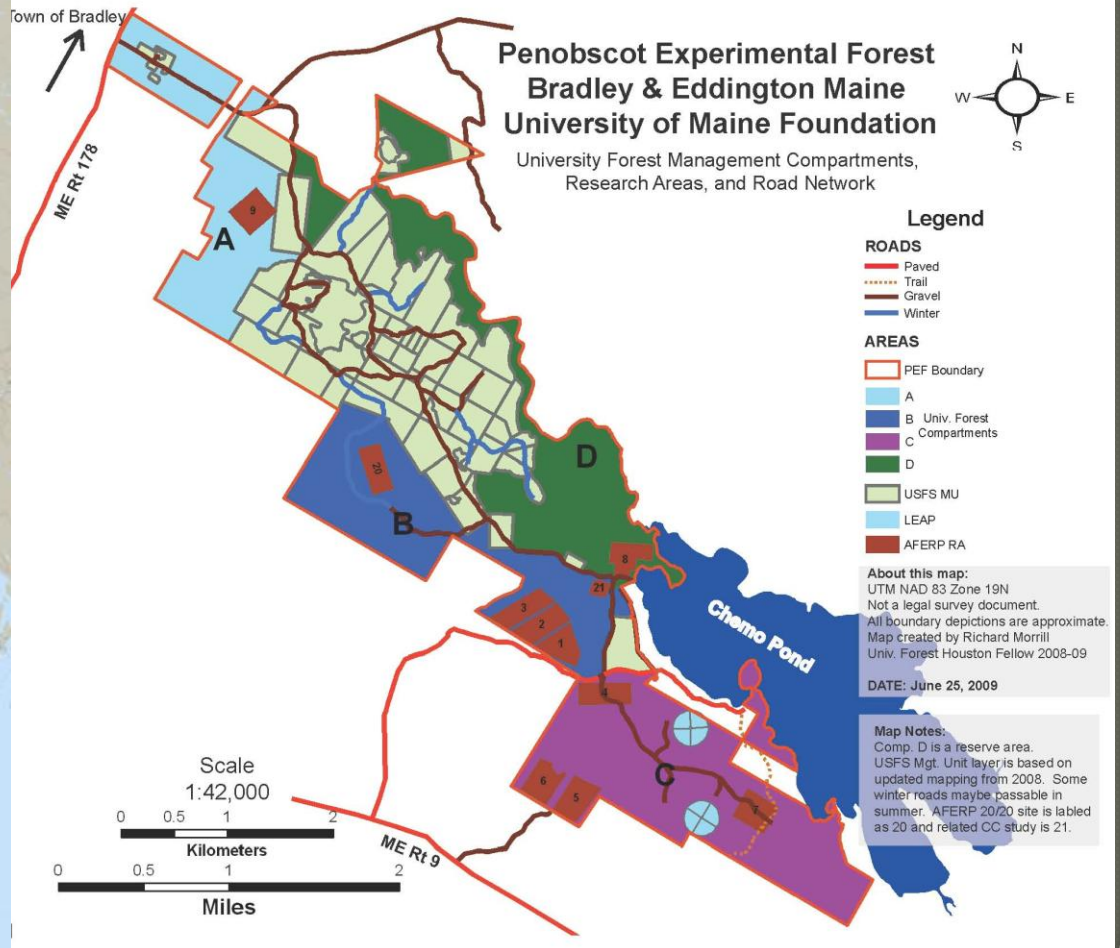 Town of Bradley
Penobscot Experimental Forest
Bradley & Eddington Maine
University of Maine Foundation
University Forest Management Compartments,
Research Areas, and Road Network
N
W
E
S
ME Rt 178
Legend
ROADS
Paved
Trail
Gravel
Winter
AREAS
PEF Boundary
A
B Univ. Forest
Compartments
C
D
USFS MU
LEAP
AFERP RA
About this map:
UTM NAD 83 Zone 19N
Not a legal survey document.
All boundary depictions are approximate.
Map created by Richard Morrill
Univ. Forest Houston Fellow 2008-09
DATE: June 25, 2009
Map Notes:
Comp. D is a reserve area.
USFS Mgt. Unit layer is based on
updated mapping from 2008. Some
winter roads maybe passable in
summer. AFERP 20/20 site is labled
as 20 and related CC study is 21.
9
A
D
20
B
8
21
3
2
1
Chemo Pond
4
C
6
5
7
Scale
1:42,000
0 0.5 1 2
Kilometers
0 0.5 1 2
Miles
ME Rt 9